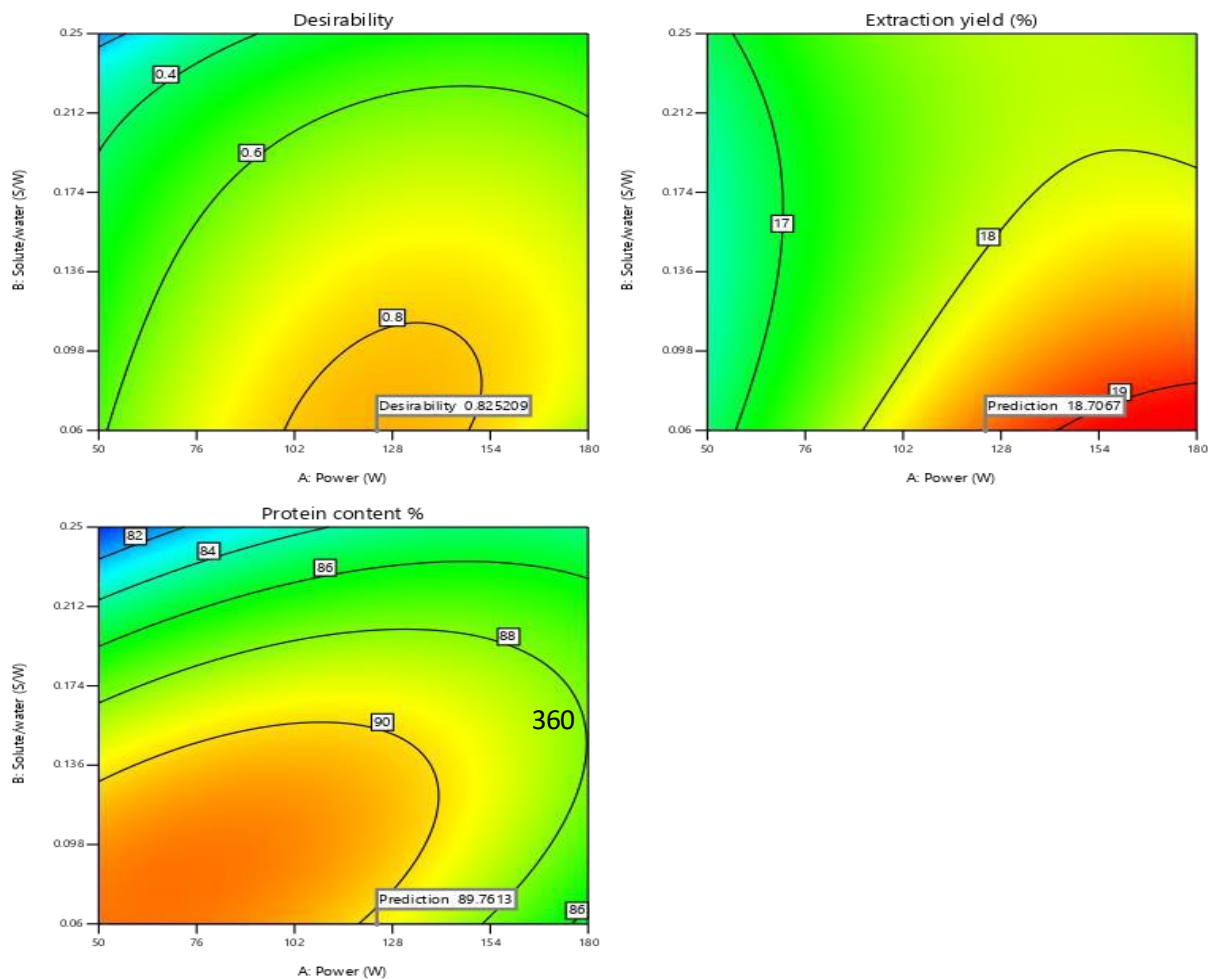 Desirability
0.25
0.212
0.174
0.136
0.098
0.06
B: Solute/water (S/W)
0.4
0.6
0.8
Desirability 0.825209
50 76 102 128 154 180
A: Power (W)
Extraction yield (%)
0.25
0.212
0.174
0.136
0.098
0.06
B: Solute/water (S/W)
17
18
19
Prediction 18.7067
50 76 102 128 154 180
A: Power (W)
Protein content %
0.25
0.212
0.174
0.136
0.098
0.06
B: Solute/water (S/W)
82
84
86
88
90
360
Prediction 89.7613
86
50 76 102 128 154 180
A: Power (W)